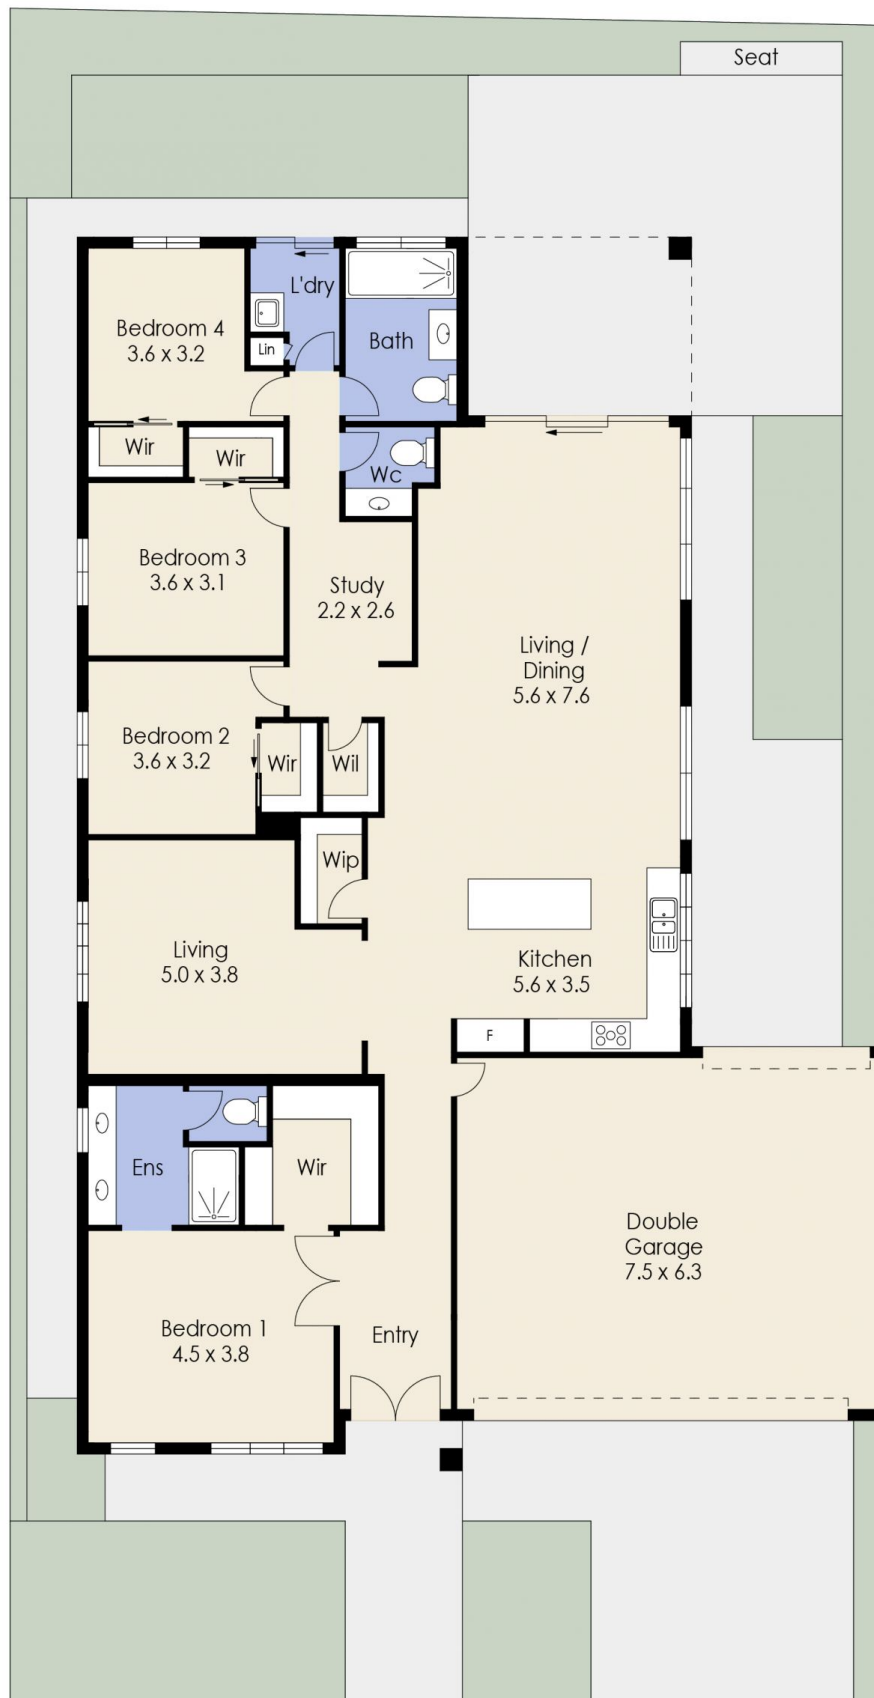 Seat
L'dry
Bedroom 4
3.6 x 3.2
Bath
Lin
Wir
Wir
Wc
Bedroom 3
3.6 x 3.1
Study
2.2 x 2.6
Living /
Dining
5.6 x 7.6
Bedroom 2
3.6 x 3.2
Wir
Wil
Wip
Living
5.0 x 3.8
Kitchen
5.6 x 3.5
F
Ens
Wir
Double
Garage
7.5 x 6.3
Bedroom 1
4.5 x 3.8
Entry